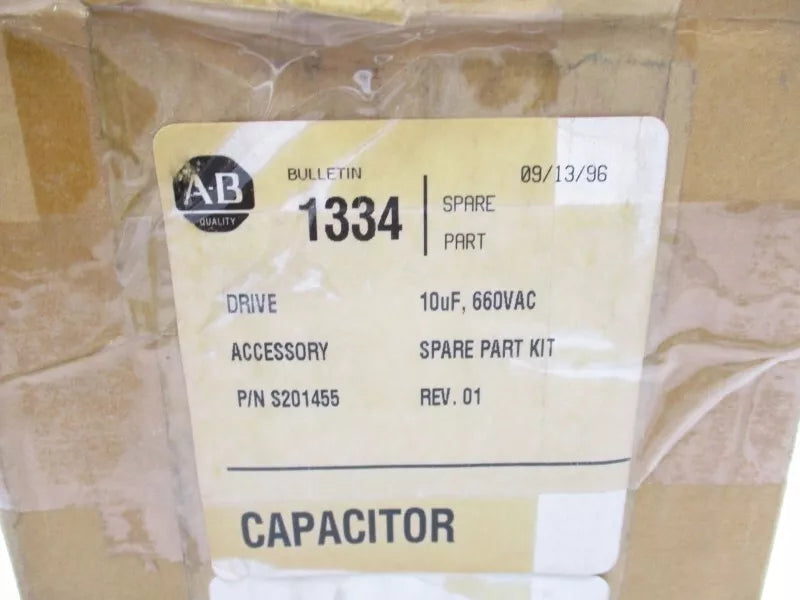 A-B
QUALITY
BULLETIN
09/13/96
1334
SPARE
PART
DRIVE 10uF, 660VAC
ACCESSORY SPARE PART KIT
P/N S201455 REV. 01
CAPACITOR